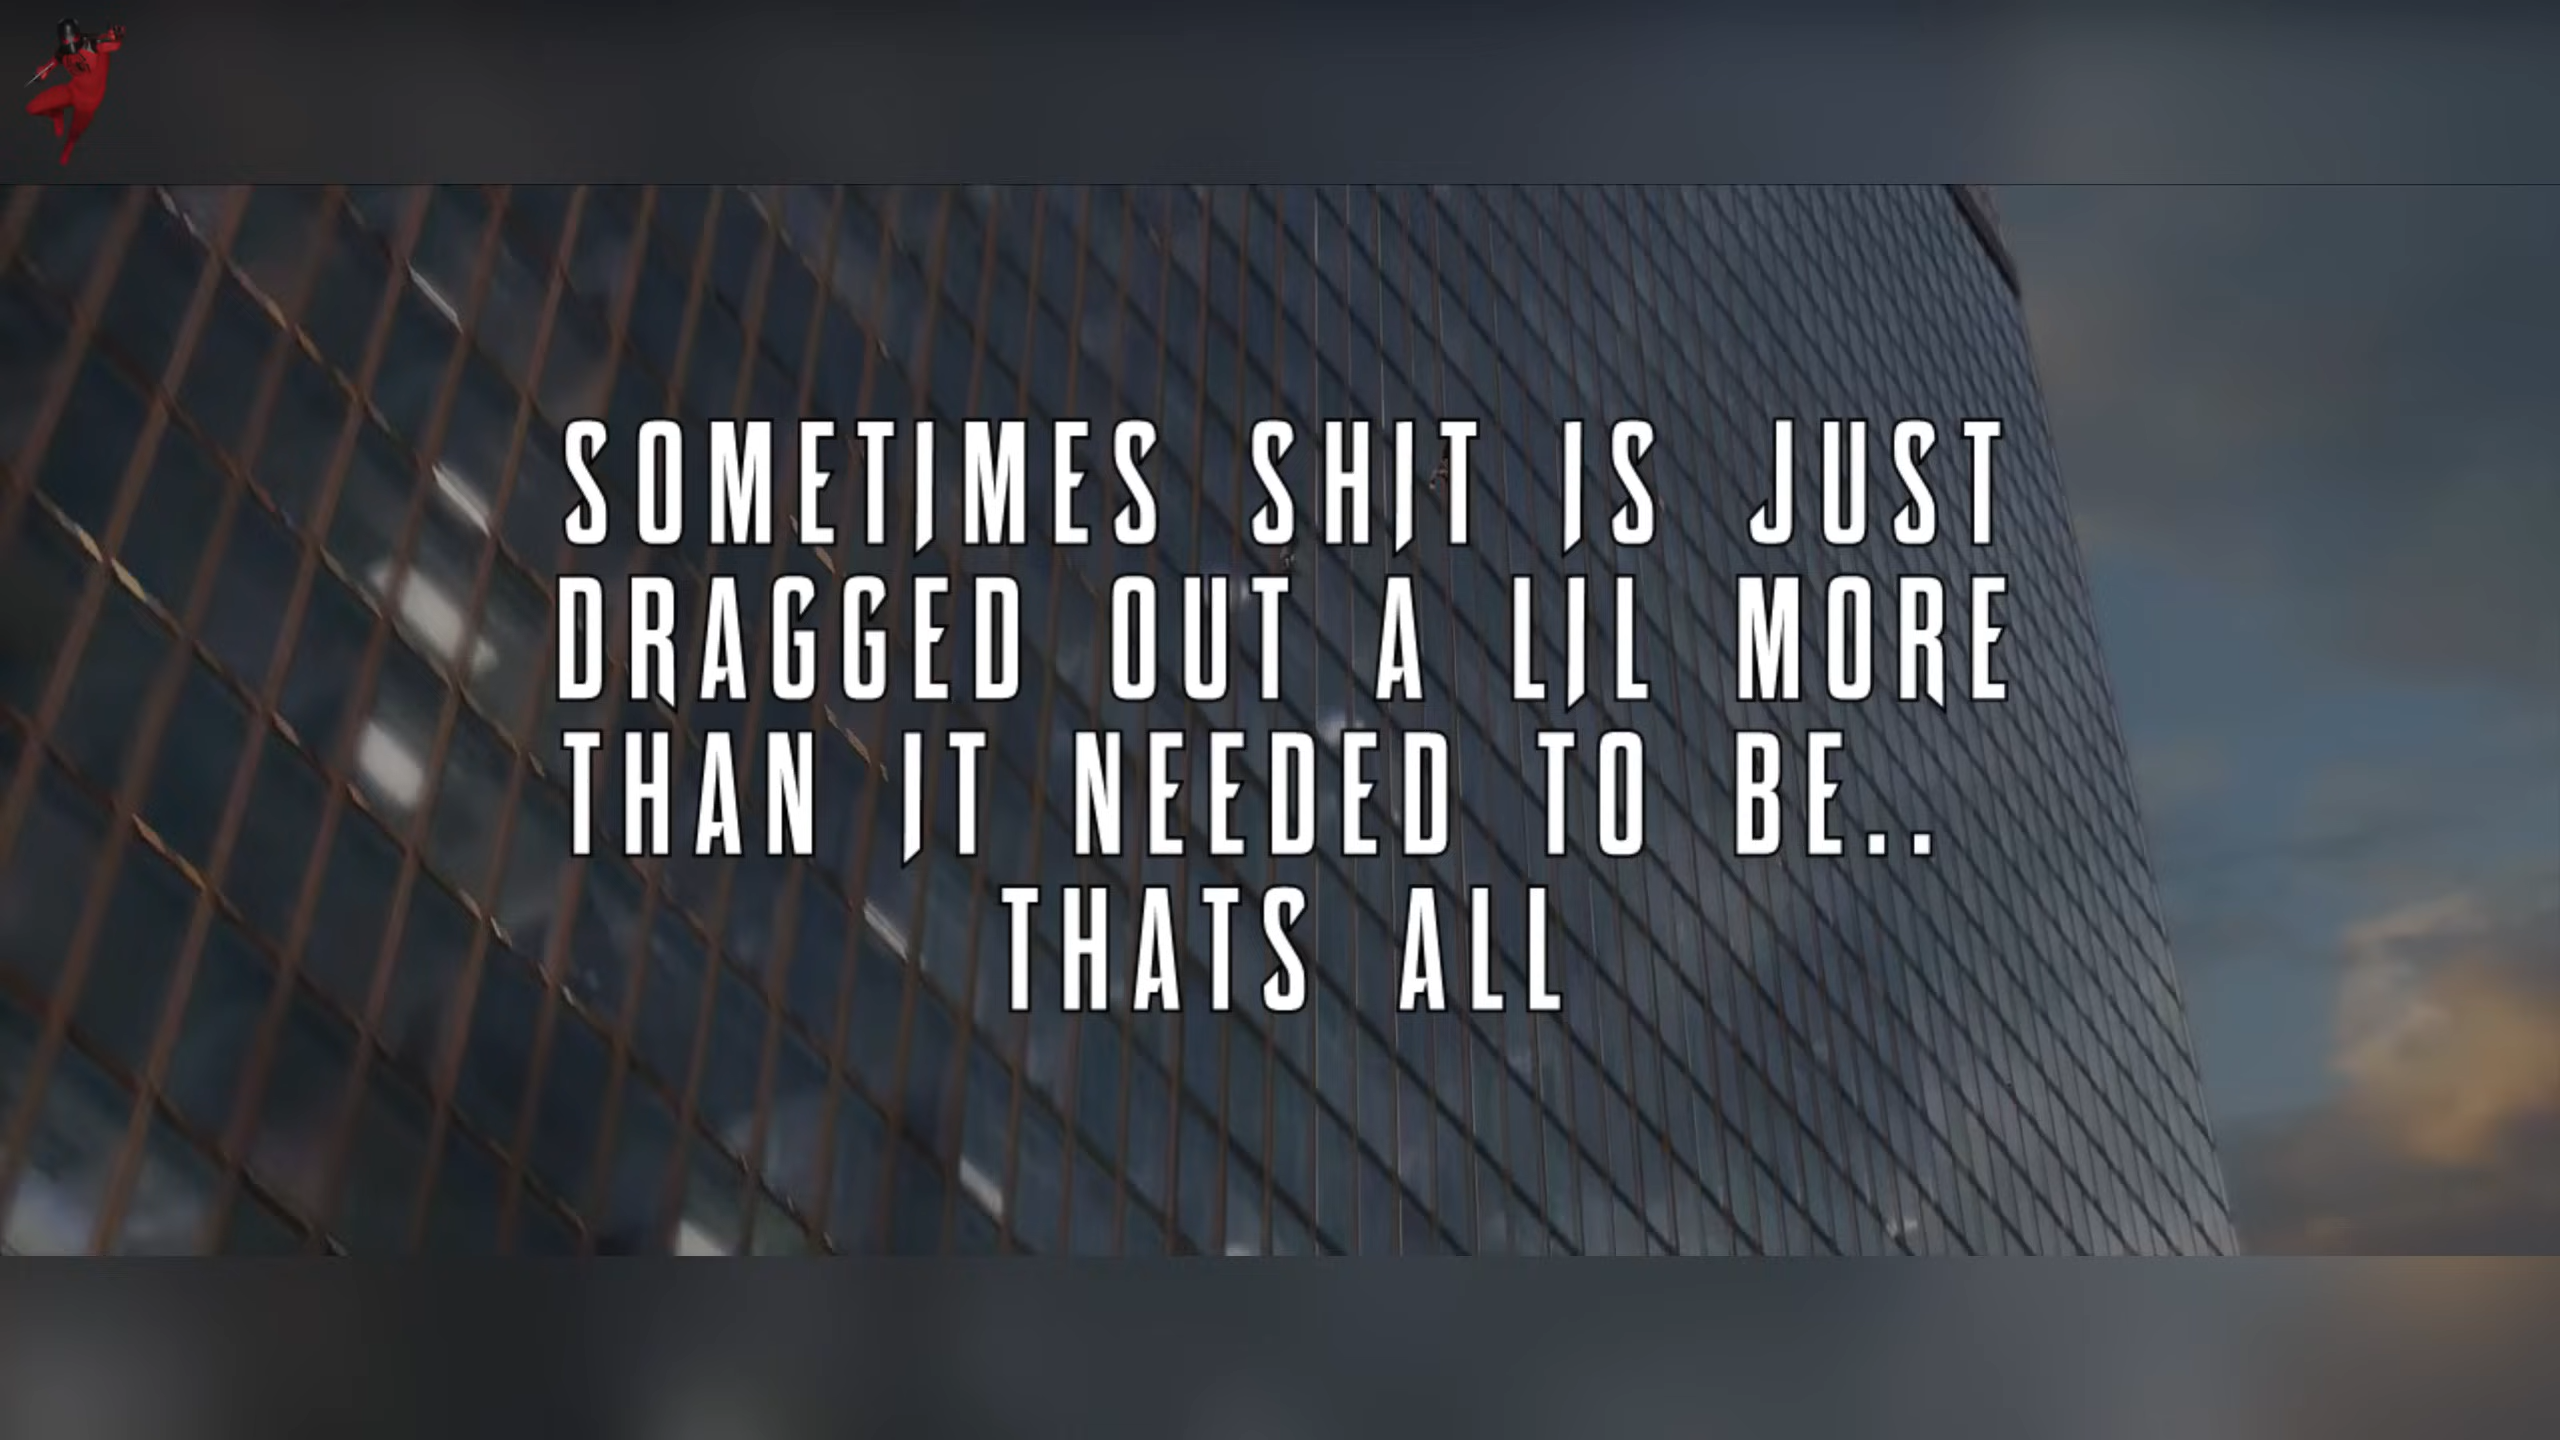 SOMETIMES SHIT IS JUST
DRAGGED OUT A LIL MORE
THAN IT NEEDED TO BE..
THATS ALL